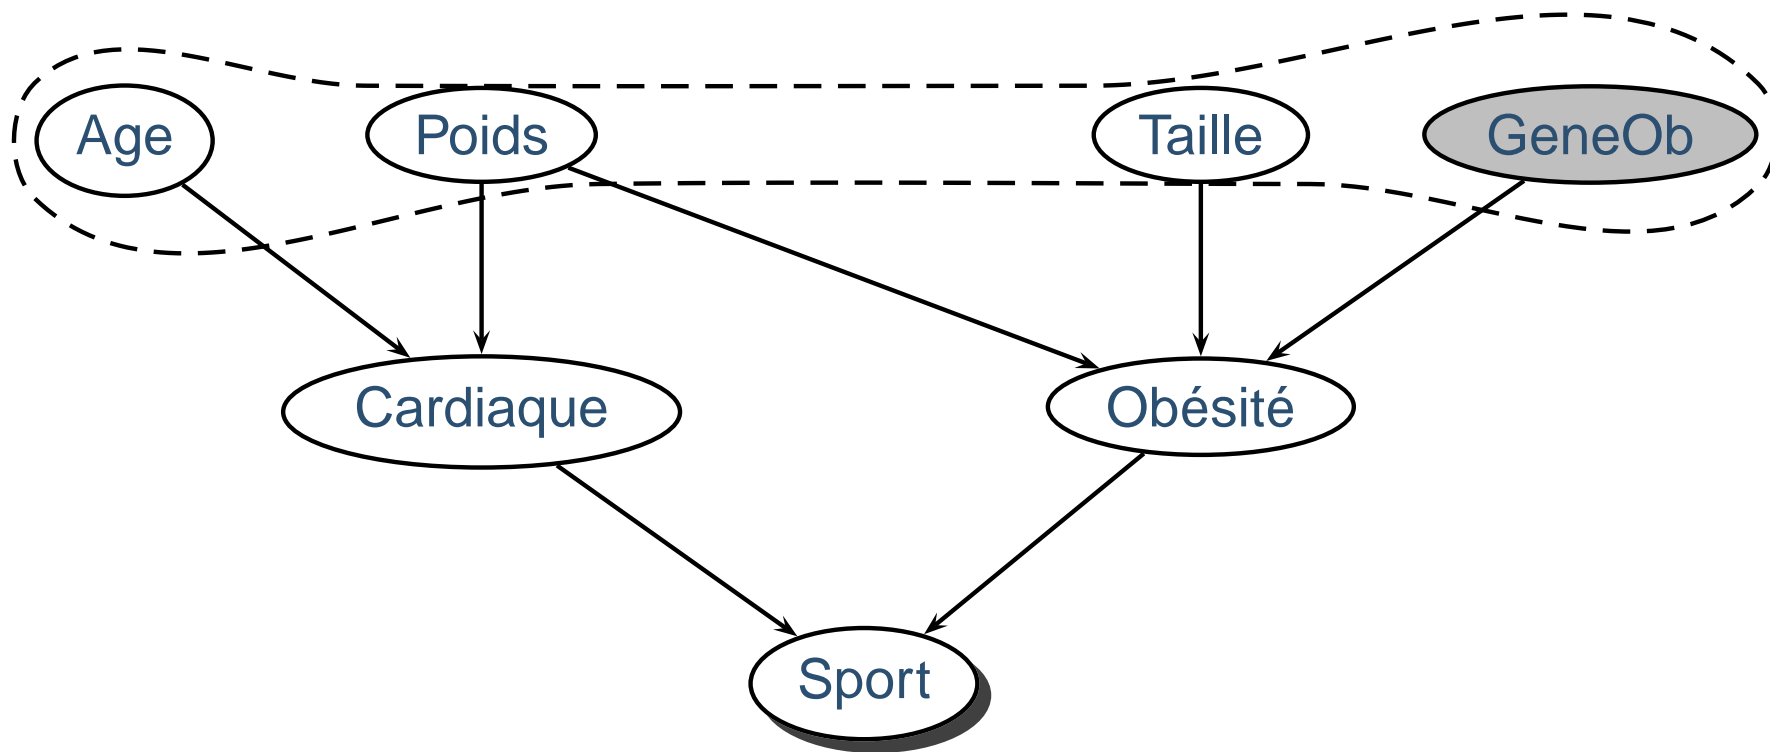 Age
Poids
Taille
GeneOb
Cardiaque
Obésité
Sport